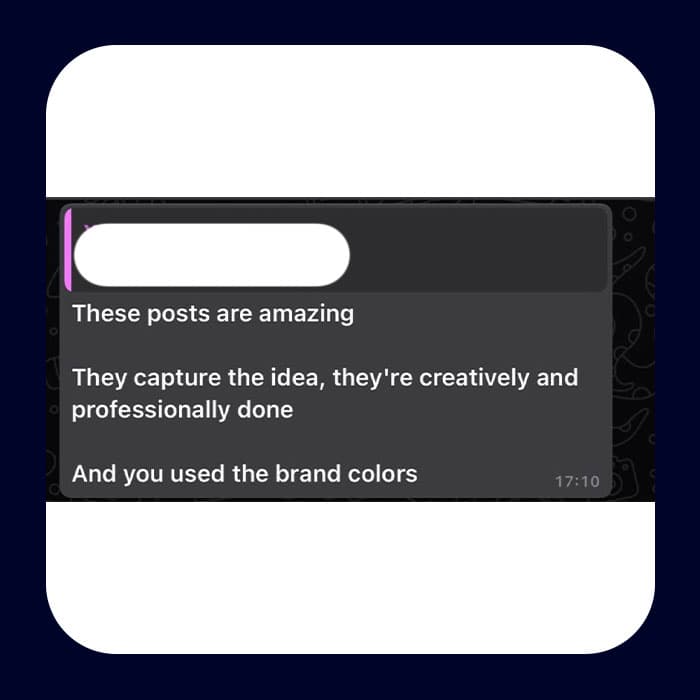 These posts are amazing
They capture the idea, they're creatively and
professionally done
And you used the brand colors
17:10